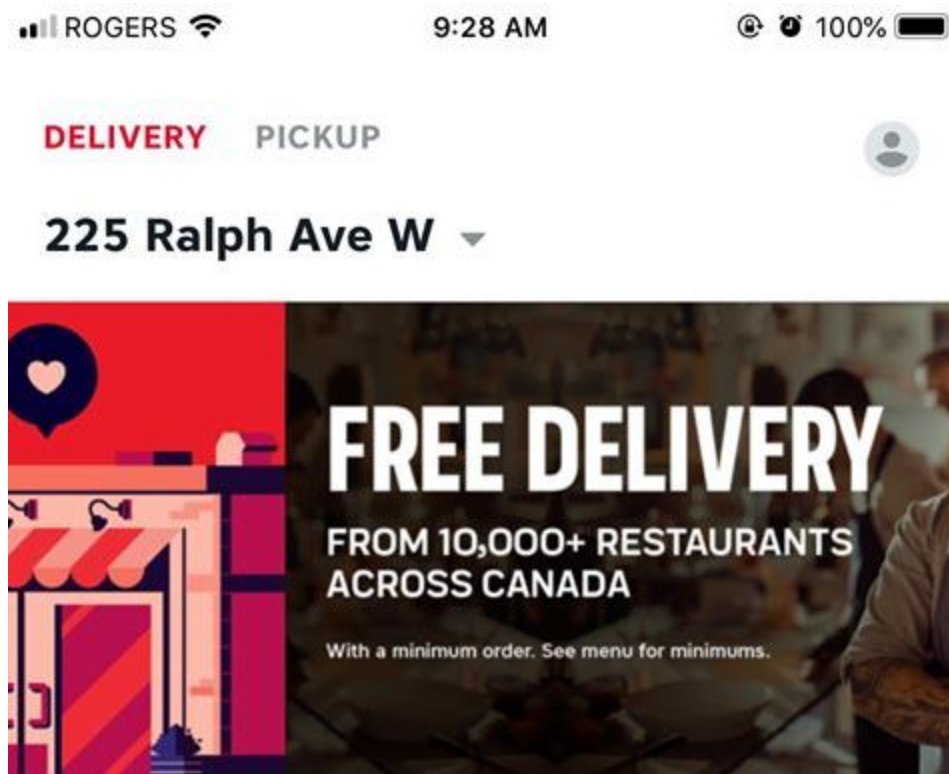 ROGERS 9:28 AM 100%
DELIVERY PICKUP
225 Ralph Ave W
FREE DELIVERY
FROM 10,000+ RESTAURANTS
ACROSS CANADA
With a minimum order. See menu for minimums.